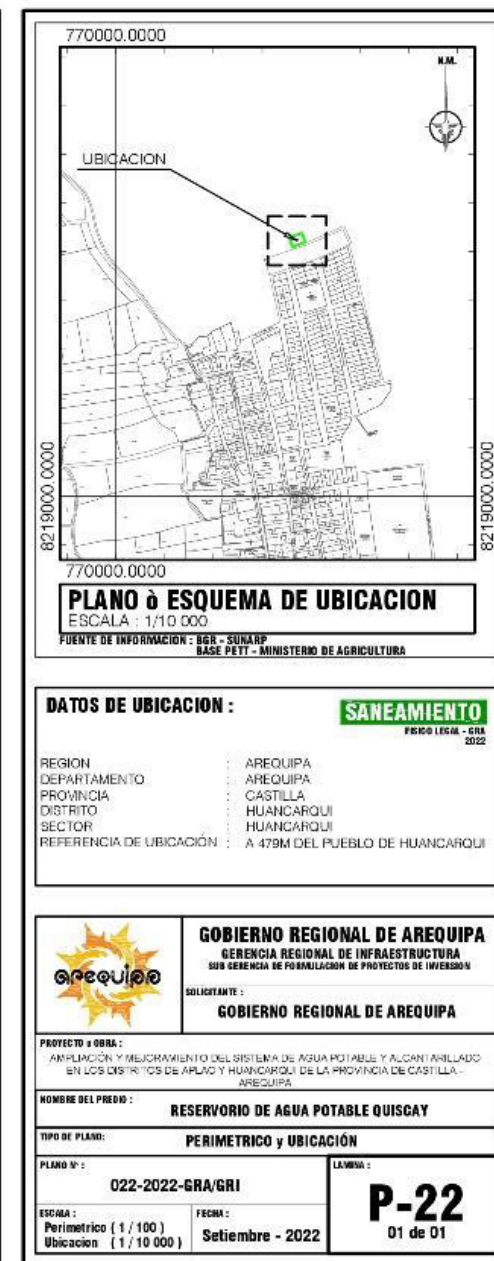 770000.0000
N.M.
UBICACION
8219000.0000
8219000.0000
770000.0000
PLANO ò ESQUEMA DE UBICACION
ESCALA : 1/10 000
FUENTE DE INFORMACION : BGR - SUNARP
BASE PETT - MINISTERIO DE AGRICULTURA
DATOS DE UBICACION :
SANEAMIENTO
FISICO LEGAL - GRA
2022
REGION : AREQUIPA
DEPARTAMENTO : AREQUIPA
PROVINCIA : CASTILLA
DISTRITO : HUANCARQUI
SECTOR : HUANCARQUI
REFERENCIA DE UBICACIÓN : A 479M DEL PUEBLO DE HUANCARQUI
arequipa
GOBIERNO REGIONAL DE AREQUIPA
GERENCIA REGIONAL DE INFRAESTRUCTURA
SUB GERENCIA DE FORMULACION DE PROYECTOS DE INVERSION
SOLICITANTE :
GOBIERNO REGIONAL DE AREQUIPA
PROYECTO u OBRA :
AMPLIACIÓN Y MEJORAMIENTO DEL SISTEMA DE AGUA POTABLE Y ALCANTARILLADO
EN LOS DISTRITOS DE APLAO Y HUANCARQUI DE LA PROVINCIA DE CASTILLA -
AREQUIPA
NOMBRE DEL PREDIO :
RESERVORIO DE AGUA POTABLE QUISCAY
TIPO DE PLANO:
PERIMETRICO y UBICACIÓN
PLANO Nº :
022-2022-GRA/GRI
LAMINA :
P-22
01 de 01
ESCALA :
Perimetrico ( 1 / 100 )
Ubicacion ( 1 / 10 000 )
FECHA :
Setiembre - 2022